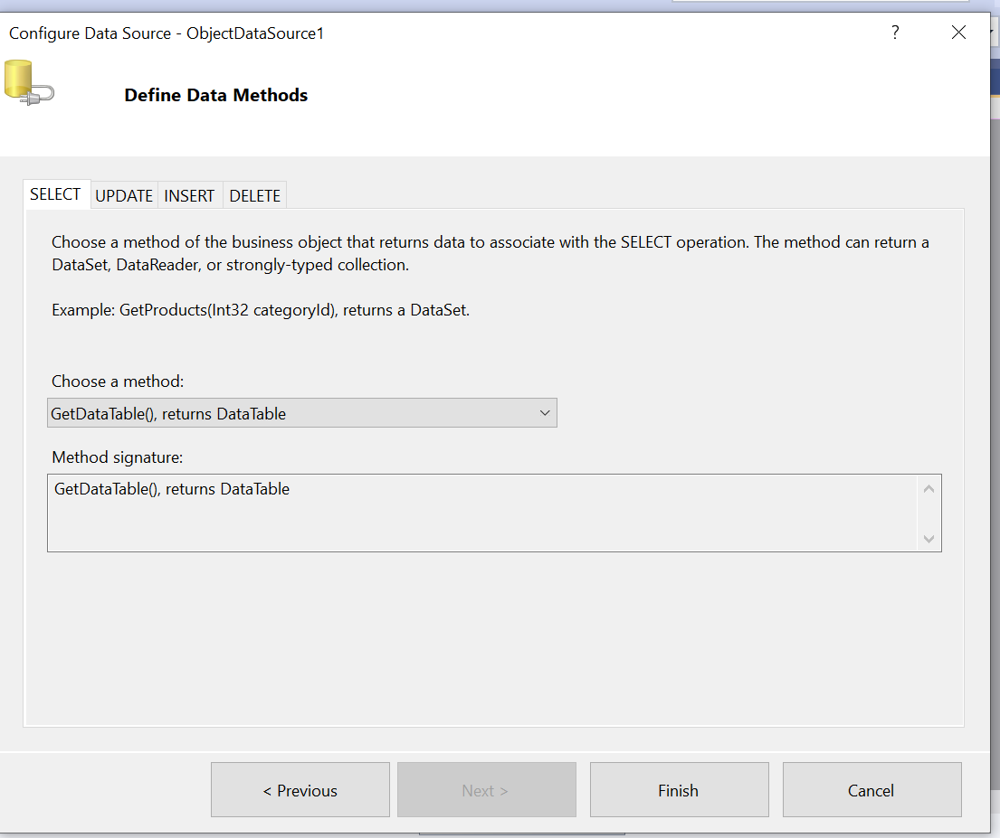 Configure Data Source - ObjectDataSource1
?
Define Data Methods
SELECT UPDATE INSERT DELETE
Choose a method of the business object that returns data to associate with the SELECT operation. The method can return a
DataSet, DataReader, or strongly-typed collection.
Example: GetProducts(Int32 categoryId), returns a DataSet.
Choose a method:
GetDataTable(), returns DataTable
Method signature:
GetDataTable(), returns DataTable
< Previous Next > Finish Cancel